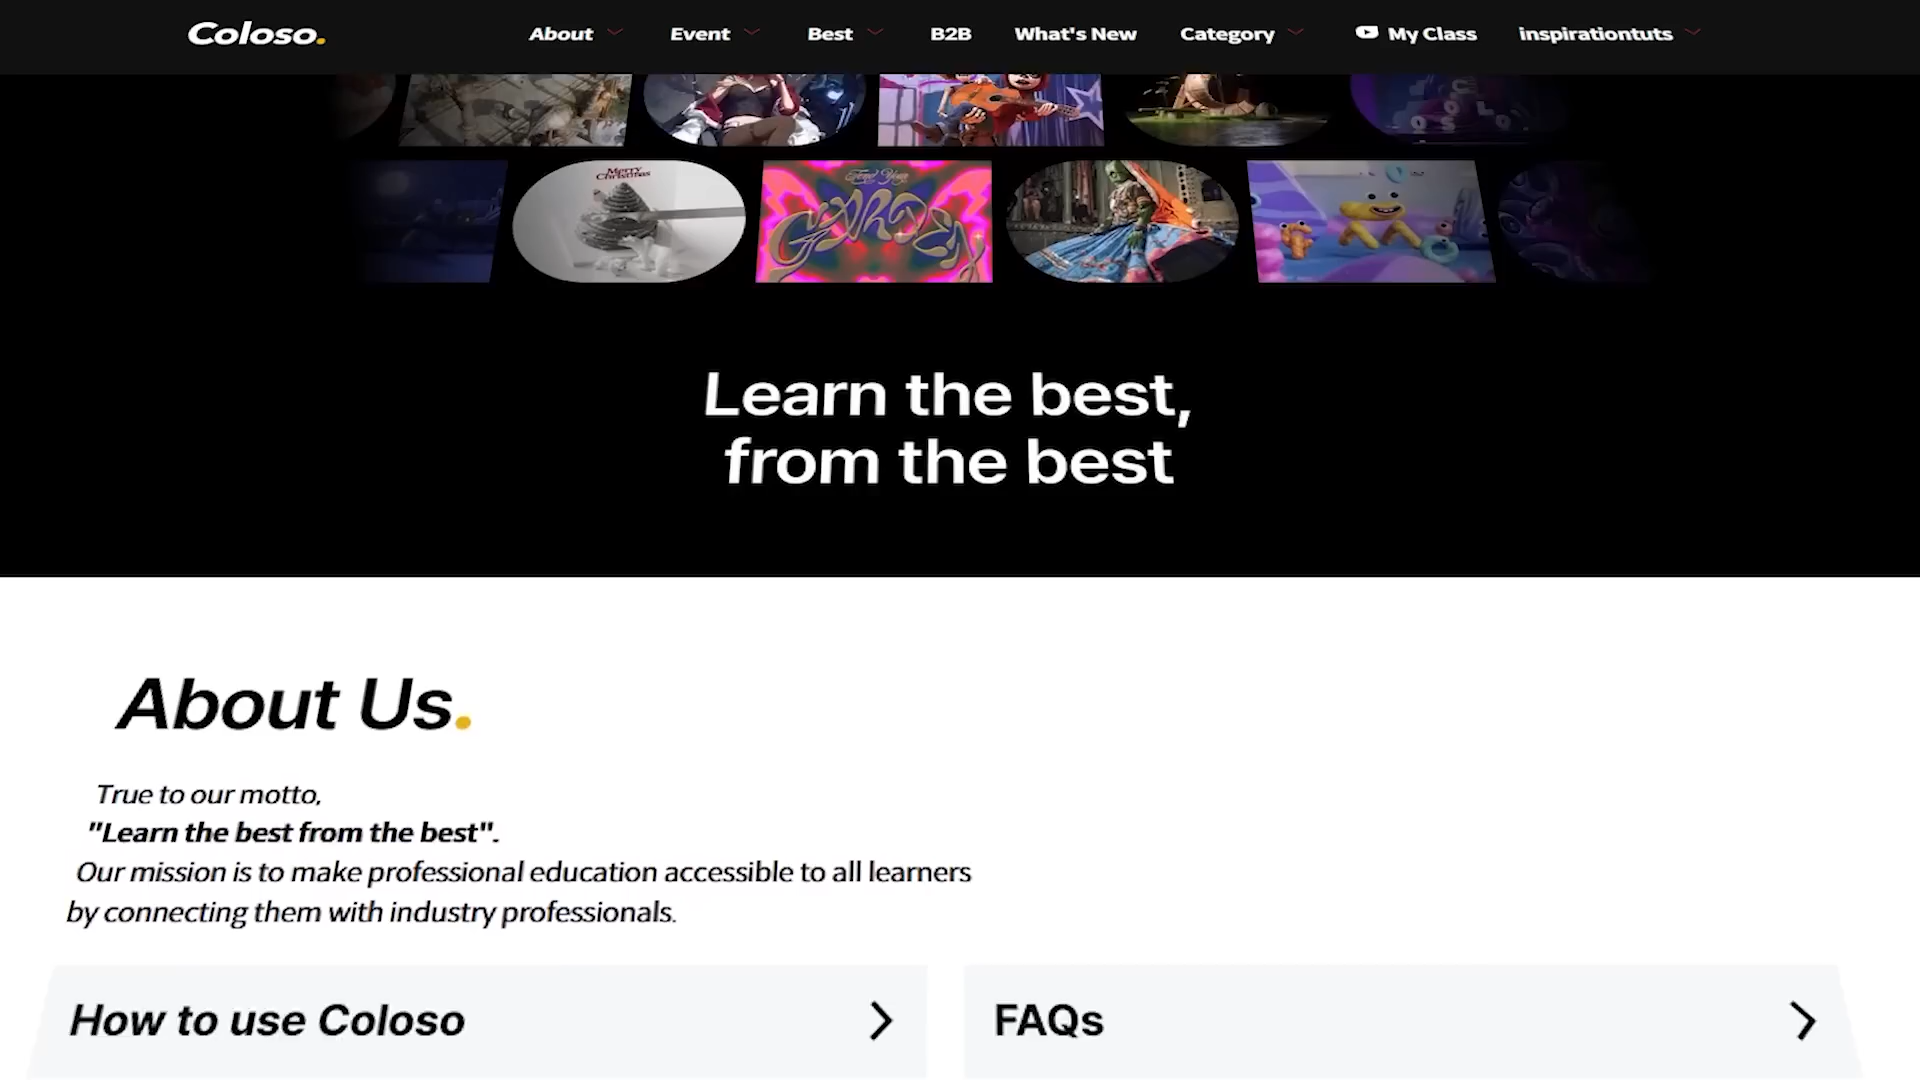 Coloso.
About Event Best B2B What's New Category My Class inspirationtuts
Merry
Christmas
GARDEN
Learn the best,
from the best
About Us.
True to our motto,
"Learn the best from the best".
Our mission is to make professional education accessible to all learners
by connecting them with industry professionals.
How to use Coloso
FAQs